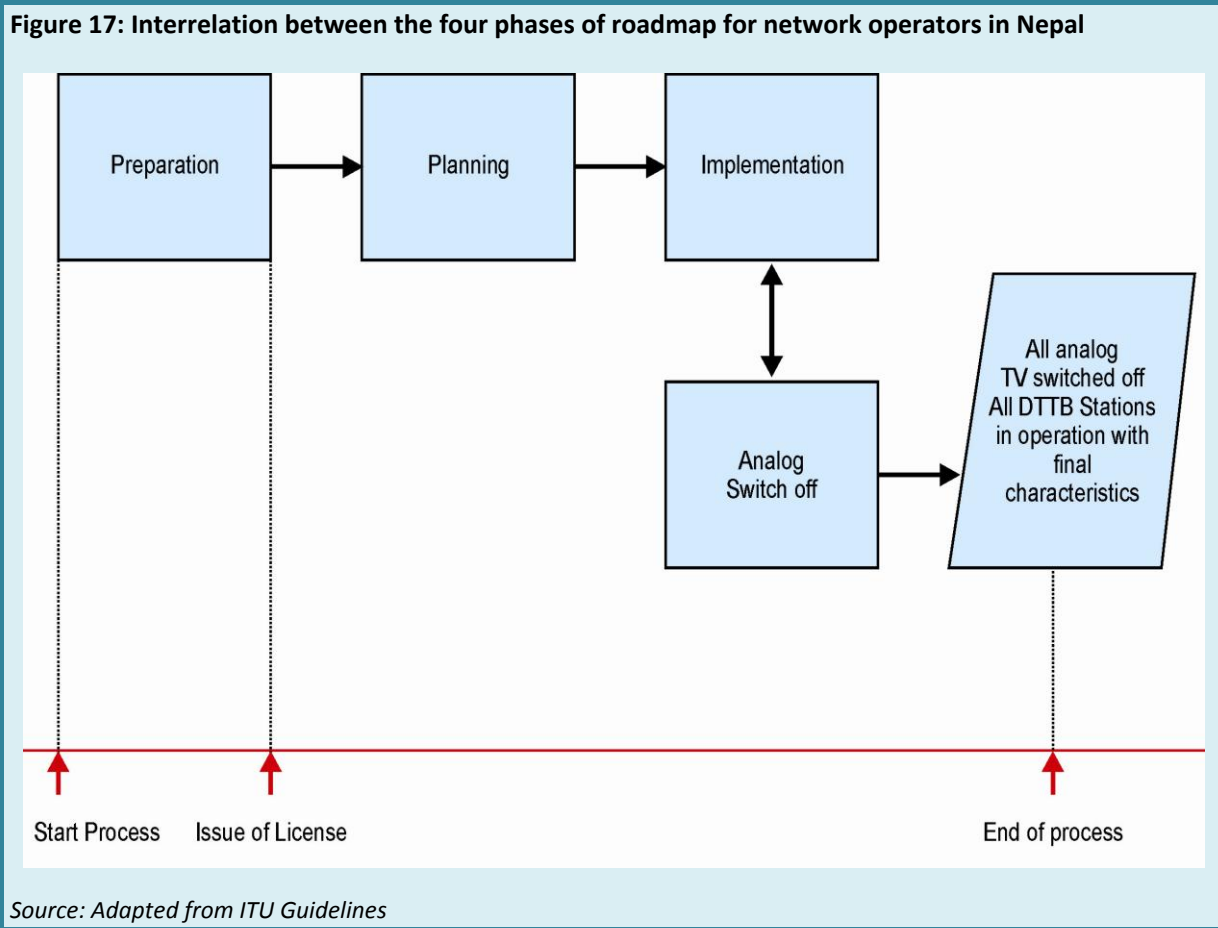 Figure 17: Interrelation between the four phases of roadmap for network operators in Nepal
Preparation
Planning
Implementation
Analog
Switch off
All analog
TV switched off
All DTTB Stations
in operation with
final
characteristics
Start Process
Issue of License
End of process
Source: Adapted from ITU Guidelines